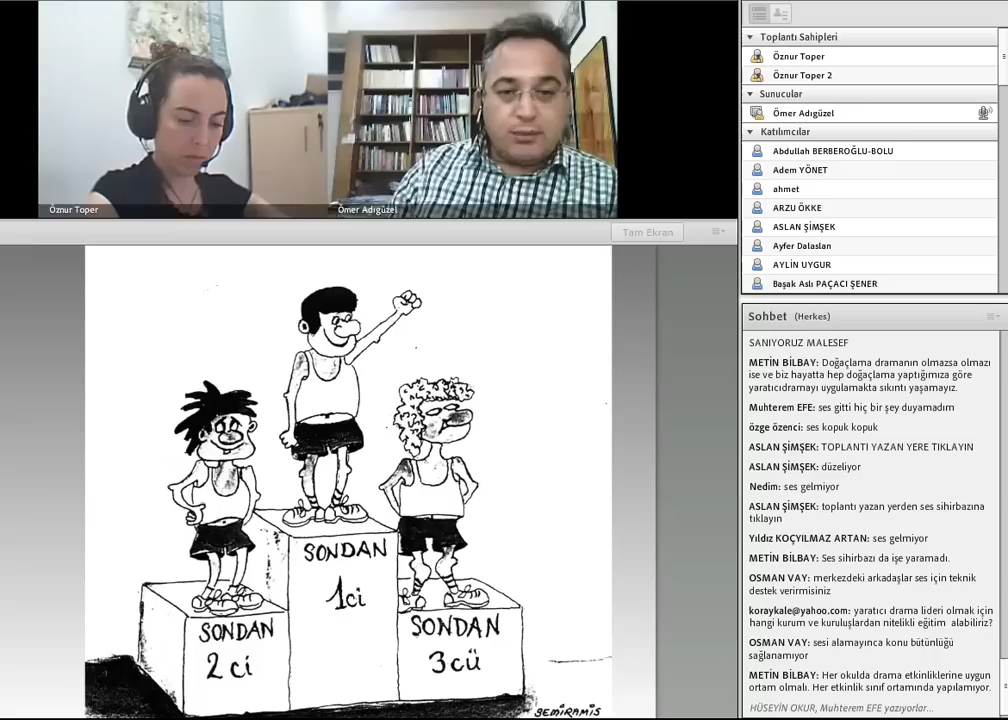 Öznur Toper
Ömer Adıgüzel
Tam Ekran
SONDAN
1ci
SONDAN
2 ci
SONDAN
3cü
SEMİRAMİS
Toplantı Sahipleri
Öznur Toper
Öznur Toper 2
Sunucular
Ömer Adıgüzel
Katılımcılar
Abdullah BERBEROĞLU-BOLU
Adem YÖNET
ahmet
ARZU ÖKKE
ASLAN ŞİMŞEK
Ayfer Dalaslan
AYLİN UYGUR
Başak Aslı PAÇACI ŞENER
Sohbet (Herkes)
SANIYORUZ MALESEF
METİN BİLBAY: Doğaçlama dramanın olmazsa olmazı
ise ve biz hayatta hep doğaçlama yaptığımıza göre
yaratıcıdramayı uygulamakta sıkıntı yaşamayız.
Muhterem EFE: ses gitti hiç bir şey duyamadım
özge özenci: ses kopuk kopuk
ASLAN ŞİMŞEK: TOPLANTI YAZAN YERE TIKLAYIN
ASLAN ŞİMŞEK: düzeliyor
Nedim: ses gelmiyor
ASLAN ŞİMŞEK: toplantı yazan yerden ses sihirbazına
tıklayın
Yıldız KOÇYILMAZ ARTAN: ses gelmiyor
METİN BİLBAY: Ses sihirbazı da işe yaramadı.
OSMAN VAY: merkezdeki arkadaşlar ses için teknik
destek verirmisiniz
koraykale@yahoo.com: yaratıcı drama lideri olmak için
hangi kurum ve kuruluşlardan nitelikli eğitim alabiliriz?
OSMAN VAY: sesi alamayınca konu bütünlüğü
sağlanamıyor
METİN BİLBAY: Her okulda drama etkinliklerine uygun
ortam olmalı. Her etkinlik sınıf ortamında yapılamıyor.
HÜSEYİN OKUR, Muhterem EFE yazıyorlar...